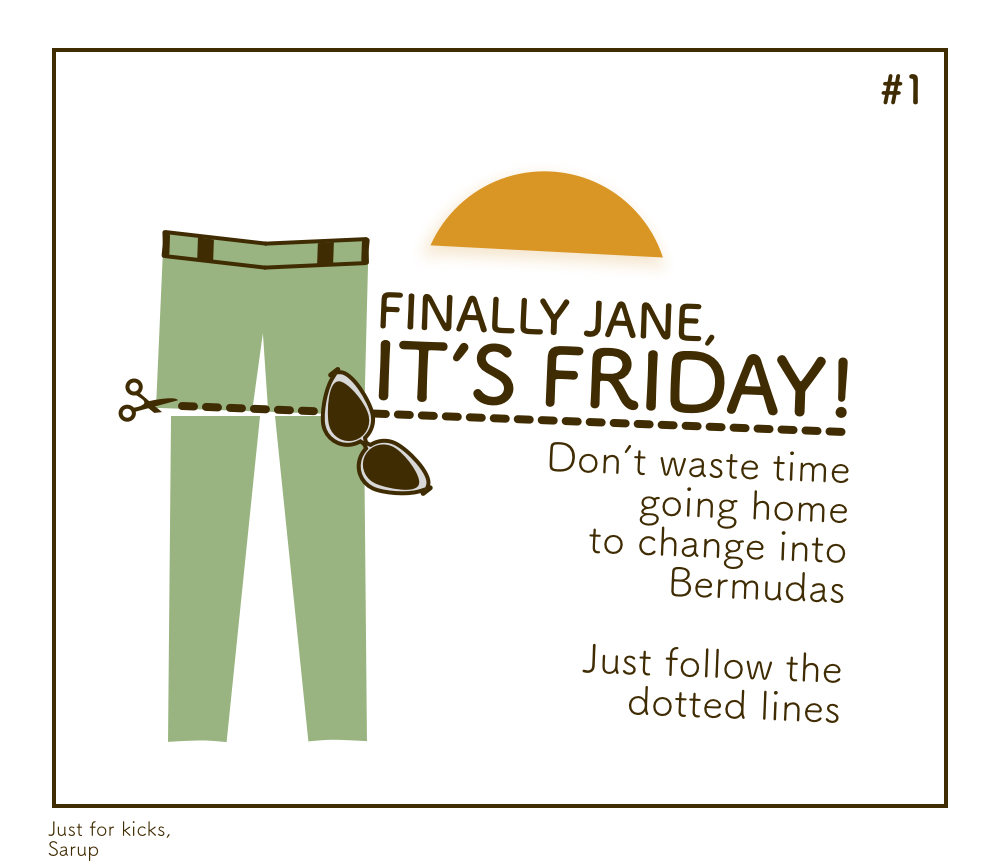 #1
FINALLY JANE,
IT'S FRIDAY!
Don't waste time
going home
to change into
Bermudas
Just follow the
dotted lines
Just for kicks,
Sarup